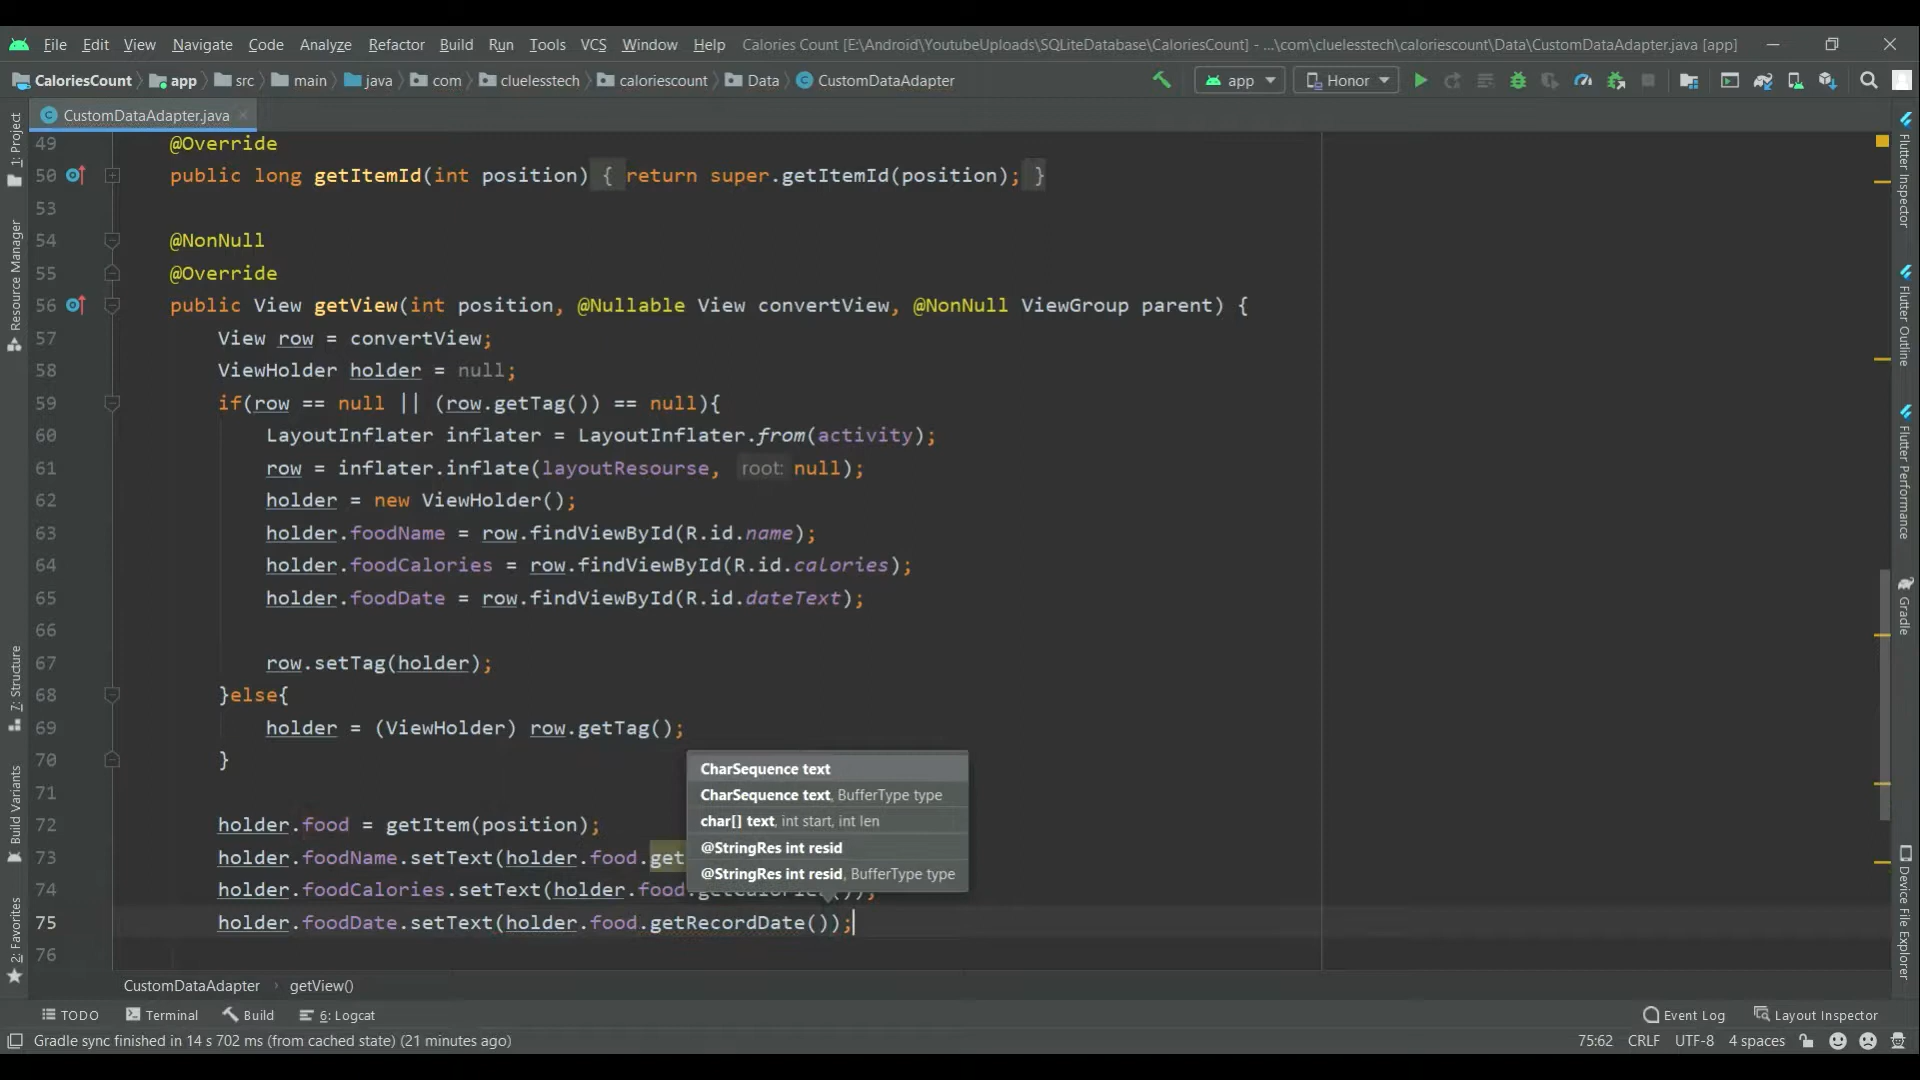 File Edit View Navigate Code Analyze Refactor Build Run Tools VCS Window Help Calories Count [E:\Android\YoutubeUploads\SQLiteDatabase\CaloriesCount] - ...\com\cluelesstech\caloriescount\Data\CustomDataAdapter.java [app]
CaloriesCount app src main java com cluelesstech caloriescount Data CustomDataAdapter app Honor
CustomDataAdapter.java
49 @Override
50 public long getItemId(int position) { return super.getItemId(position); }
53
54 @NonNull
55 @Override
56 public View getView(int position, @Nullable View convertView, @NonNull ViewGroup parent) {
57 View row = convertView;
58 ViewHolder holder = null;
59 if(row == null || (row.getTag()) == null){
60 LayoutInflater inflater = LayoutInflater.from(activity);
61 row = inflater.inflate(layoutResourse, root: null);
62 holder = new ViewHolder();
63 holder.foodName = row.findViewById(R.id.name);
64 holder.foodCalories = row.findViewById(R.id.calories);
65 holder.foodDate = row.findViewById(R.id.dateText);
66
67 row.setTag(holder);
68 }else{
69 holder = (ViewHolder) row.getTag();
70 }
71
72 holder.food = getItem(position);
73 holder.foodName.setText(holder.food.get
74 holder.foodCalories.setText(holder.food.getCalories());
75 holder.foodDate.setText(holder.food.getRecordDate());
76
CharSequence text
CharSequence text, BufferType type
char[] text, int start, int len
@StringRes int resid
@StringRes int resid, BufferType type
1: Project
Resource Manager
7: Structure
Build Variants
2: Favorites
Flutter Inspector
Flutter Outline
Flutter Performance
Gradle
Device File Explorer
CustomDataAdapter getView()
TODO Terminal Build 6: Logcat Event Log Layout Inspector
Gradle sync finished in 14 s 702 ms (from cached state) (21 minutes ago) 75:62 CRLF UTF-8 4 spaces